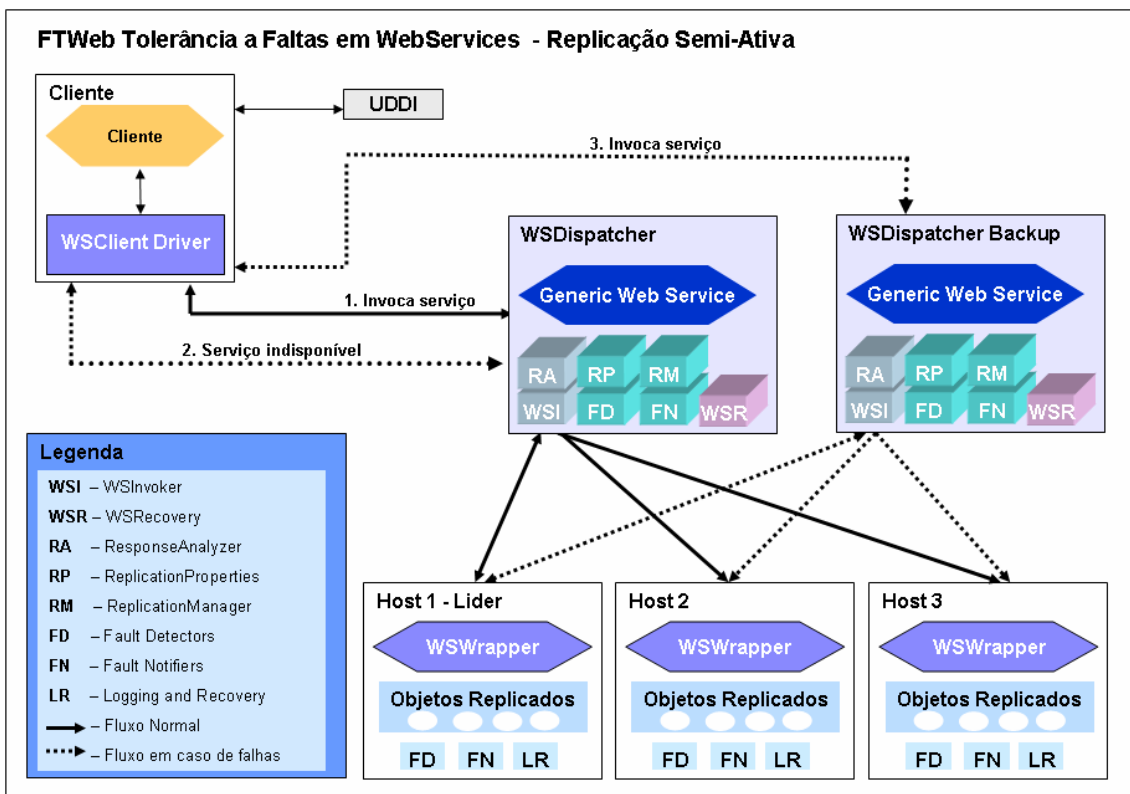 FTWeb Tolerância a Faltas em WebServices - Replicação Semi-Ativa
Cliente
Cliente
WSClient Driver
UDDI
3. Invoca serviço
1. Invoca serviço
2. Serviço indisponível
WSDispatcher
Generic Web Service
RA
RP
RM
WSI
FD
FN
WSR
WSDispatcher Backup
Generic Web Service
RA
RP
RM
WSI
FD
FN
WSR
Legenda
WSI – WSInvoker
WSR – WSRecovery
RA – ResponseAnalyzer
RP – ReplicationProperties
RM – ReplicationManager
FD – Fault Detectors
FN – Fault Notifiers
LR – Logging and Recovery
– Fluxo Normal
– Fluxo em caso de falhas
Host 1 - Lider
WSWrapper
Objetos Replicados
FD FN LR
Host 2
WSWrapper
Objetos Replicados
FD FN LR
Host 3
WSWrapper
Objetos Replicados
FD FN LR